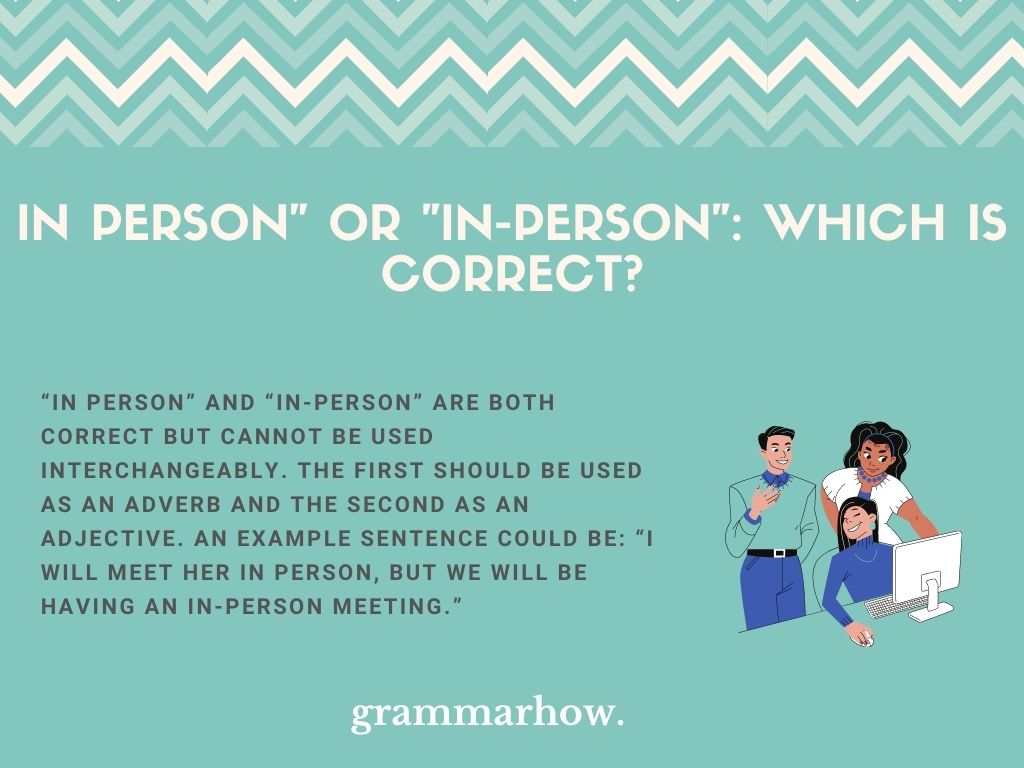 IN PERSON" OR "IN-PERSON": WHICH IS
CORRECT?
“IN PERSON” AND “IN-PERSON” ARE BOTH
CORRECT BUT CANNOT BE USED
INTERCHANGEABLY. THE FIRST SHOULD BE USED
AS AN ADVERB AND THE SECOND AS AN
ADJECTIVE. AN EXAMPLE SENTENCE COULD BE: “I
WILL MEET HER IN PERSON, BUT WE WILL BE
HAVING AN IN-PERSON MEETING.”
grammarhow.